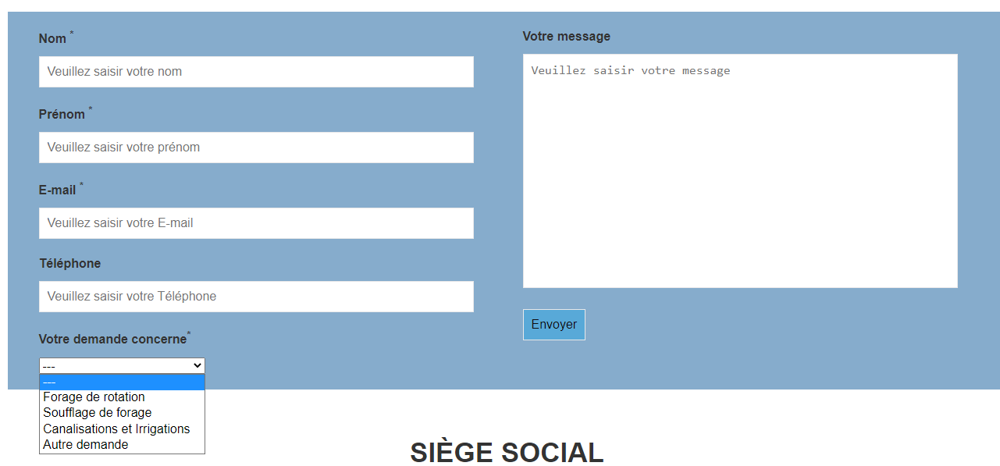 Nom *
Veuillez saisir votre nom
Prénom *
Veuillez saisir votre prénom
E-mail *
Veuillez saisir votre E-mail
Téléphone
Veuillez saisir votre Téléphone
Votre demande concerne*
---
---
Forage de rotation
Soufflage de forage
Canalisations et Irrigations
Autre demande
Votre message
Veuillez saisir votre message
Envoyer
SIÈGE SOCIAL